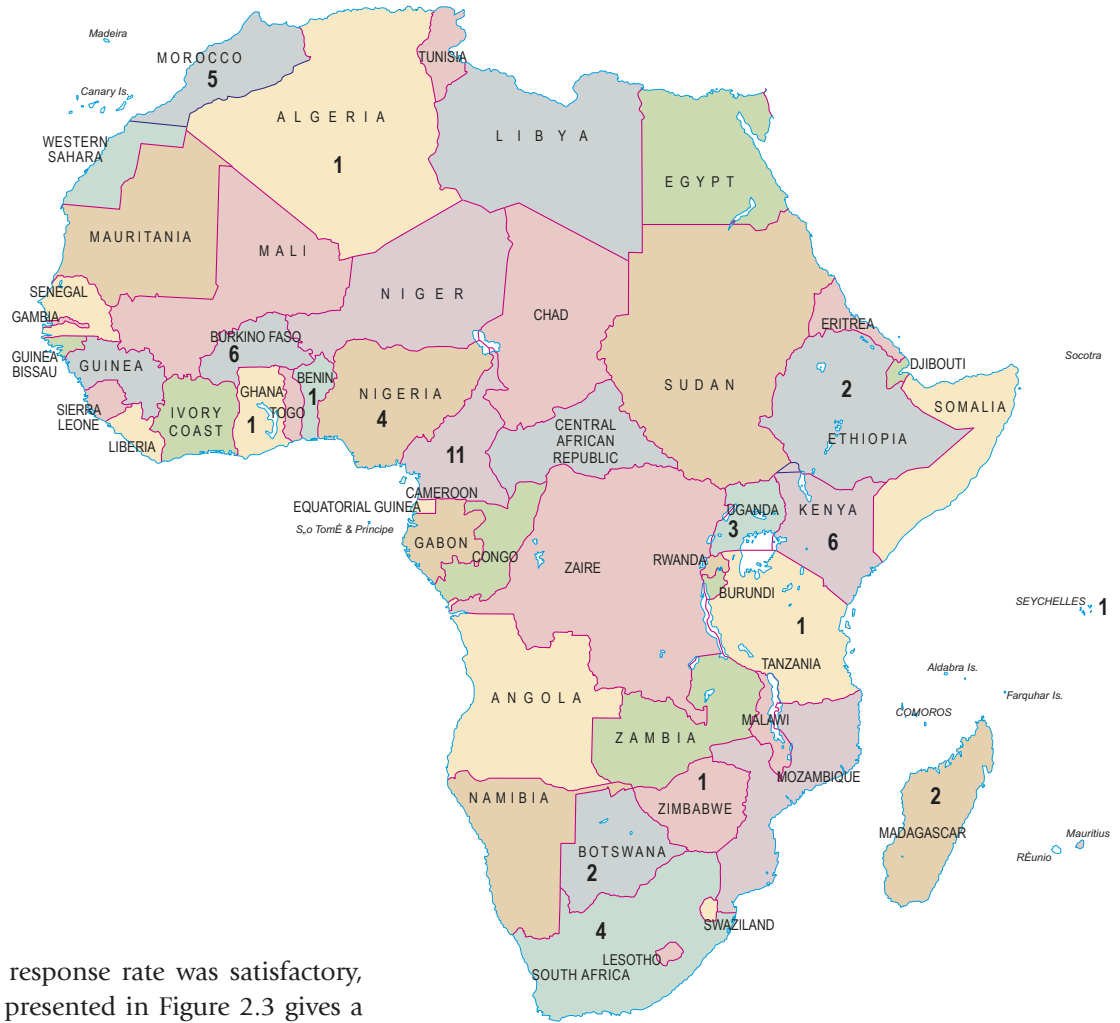 Madeira
MOROCCO
5
TUNISIA
Canary Is.
ALGERIA
1
LIBYA
EGYPT
WESTERN
SAHARA
MAURITANIA
MALI
NIGER
CHAD
SUDAN
ERITREA
DJIBOUTI
Socotra
SENEGAL
GAMBIA
GUINEA
BISSAU
GUINEA
BURKINO FASO
6
BENIN
1
NIGERIA
4
GHANA
1
TOGO
IVORY
COAST
SIERRA
LEONE
LIBERIA
2
ETHIOPIA
SOMALIA
CENTRAL
AFRICAN
REPUBLIC
11
CAMEROON
EQUATORIAL GUINEA
S„o TomÈ & Principe
GABON
CONGO
ZAIRE
UGANDA
3
KENYA
6
RWANDA
BURUNDI
1
TANZANIA
SEYCHELLES 1
Aldabra Is.
Farquhar Is.
COMOROS
ANGOLA
ZAMBIA
MALAWI
MOZAMBIQUE
NAMIBIA
1
ZIMBABWE
2
MADAGASCAR
Mauritius
RÈunio
BOTSWANA
2
SWAZILAND
4
LESOTHO
SOUTH AFRICA
response rate was satisfactory,
presented in Figure 2.3 gives a